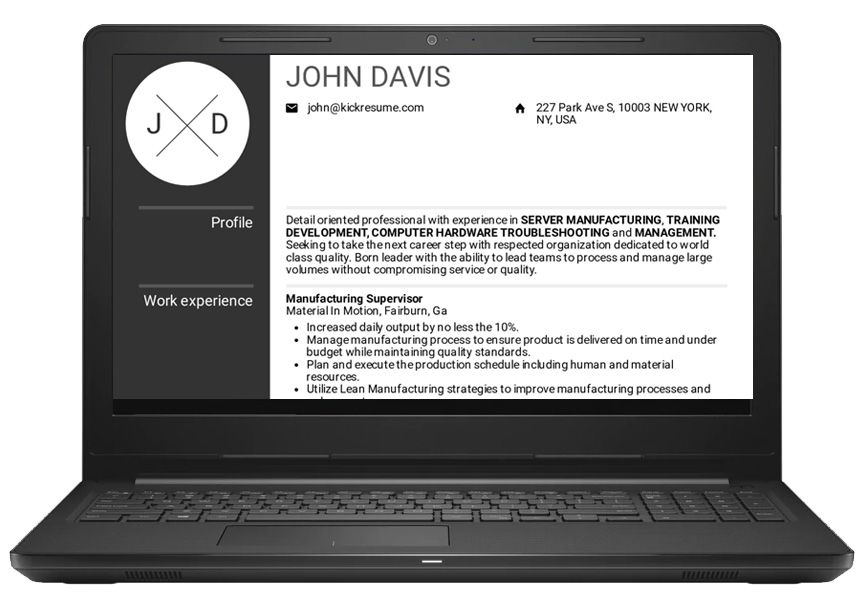 J D
JOHN DAVIS
john@kickresume.com
227 Park Ave S, 10003 NEW YORK,
NY, USA
Profile
Detail oriented professional with experience in SERVER MANUFACTURING, TRAINING
DEVELOPMENT, COMPUTER HARDWARE TROUBLESHOOTING and MANAGEMENT.
Seeking to take the next career step with respected organization dedicated to world
class quality. Born leader with the ability to lead teams to process and manage large
volumes without compromising service or quality.
Work experience
Manufacturing Supervisor
Material In Motion, Fairburn, Ga
• Increased daily output by no less the 10%.
• Manage manufacturing process to ensure product is delivered on time and under
budget while maintaining quality standards.
• Plan and execute the production schedule including human and material
resources.
• Utilize Lean Manufacturing strategies to improve manufacturing processes and